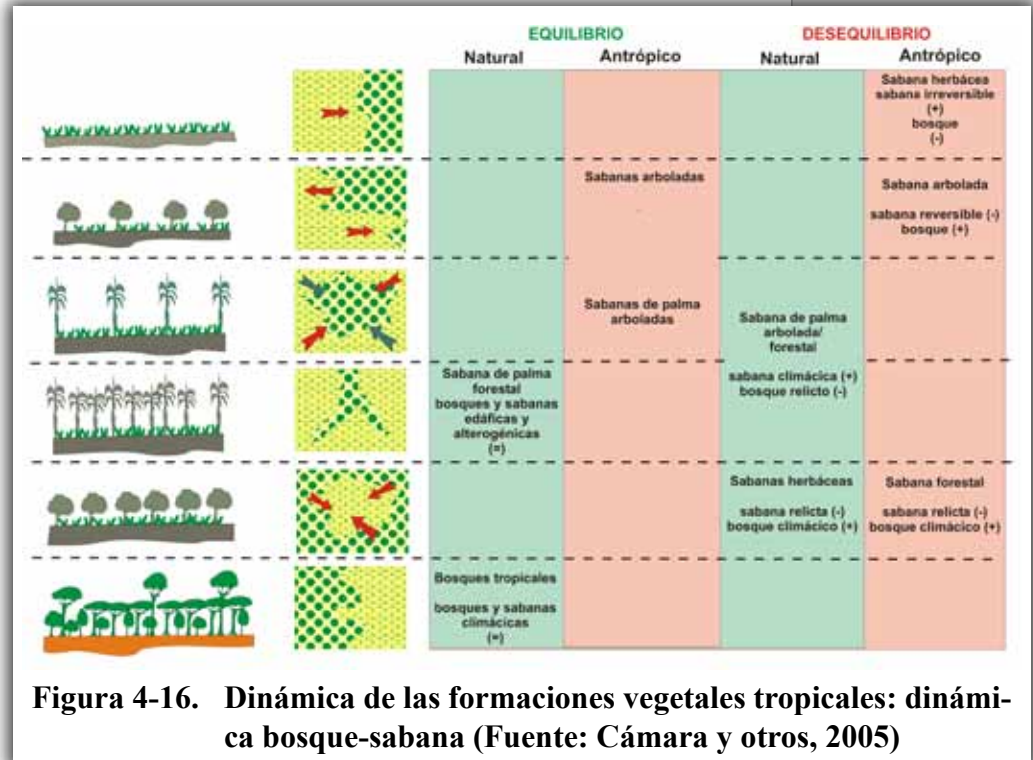 EQUILIBRIO
DESEQUILIBRIO
Natural
Antrópico
Natural
Antrópico
Sabana herbácea
sabana irreversible
(+)
bosque
(-)
Sabanas arboladas
Sabana arbolada
sabana reversible (-)
bosque (+)
Sabanas de palma
arboladas
Sabana de palma
arbolada/
forestal
sabana climácica (+)
bosque relicto (-)
Sabana de palma
forestal
bosques y sabanas
edáficas y
alterogénicas
(=)
Sabanas herbáceas
sabana relicta (-)
bosque climácico (+)
Sabana forestal
sabana relicta (-)
bosque climácico (+)
Bosques tropicales
bosques y sabanas
climácicas
(=)
Figura 4-16. Dinámica de las formaciones vegetales tropicales: dinámi-
ca bosque-sabana (Fuente: Cámara y otros, 2005)